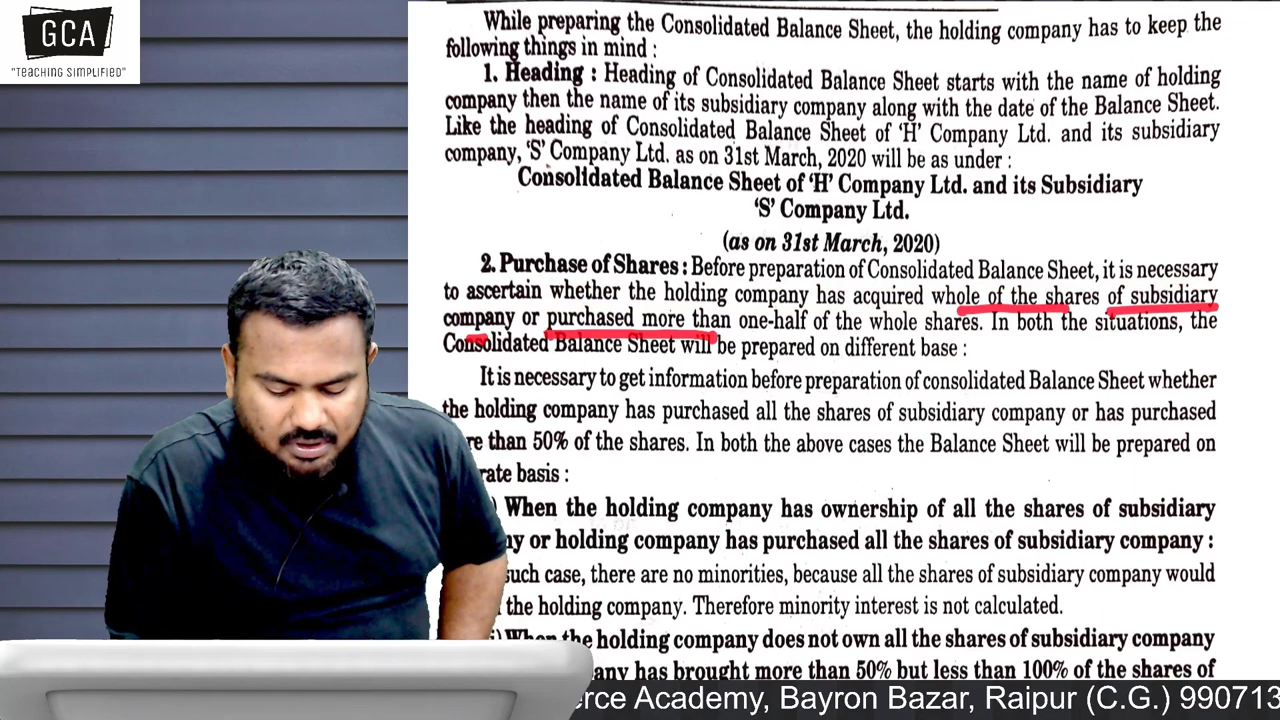 GCA
"TEACHING SIMPLIFIED"
While preparing the Consolidated Balance Sheet, the holding company has to keep the
following things in mind :
1. Heading : Heading of Consolidated Balance Sheet starts with the name of holding
company then the name of its subsidiary company along with the date of the Balance Sheet.
Like the heading of Consolidated Balance Sheet of 'H' Company Ltd. and its subsidiary
company, 'S' Company Ltd. as on 31st March, 2020 will be as under :
Consolidated Balance Sheet of 'H' Company Ltd. and its Subsidiary
'S' Company Ltd.
(as on 31st March, 2020)
2. Purchase of Shares : Before preparation of Consolidated Balance Sheet, it is necessary
to ascertain whether the holding company has acquired whole of the shares of subsidiary
company or purchased more than one-half of the whole shares. In both the situations, the
Consolidated Balance Sheet will be prepared on different base :
It is necessary to get information before preparation of consolidated Balance Sheet whether
the holding company has purchased all the shares of subsidiary company or has purchased
re than 50% of the shares. In both the above cases the Balance Sheet will be prepared on
rate basis :
) When the holding company has ownership of all the shares of subsidiary
ny or holding company has purchased all the shares of subsidiary company :
such case, there are no minorities, because all the shares of subsidiary company would
the holding company. Therefore minority interest is not calculated.
i) When the holding company does not own all the shares of subsidiary company
any has brought more than 50% but less than 100% of the shares of
erce Academy, Bayron Bazar, Raipur (C.G.) 990713